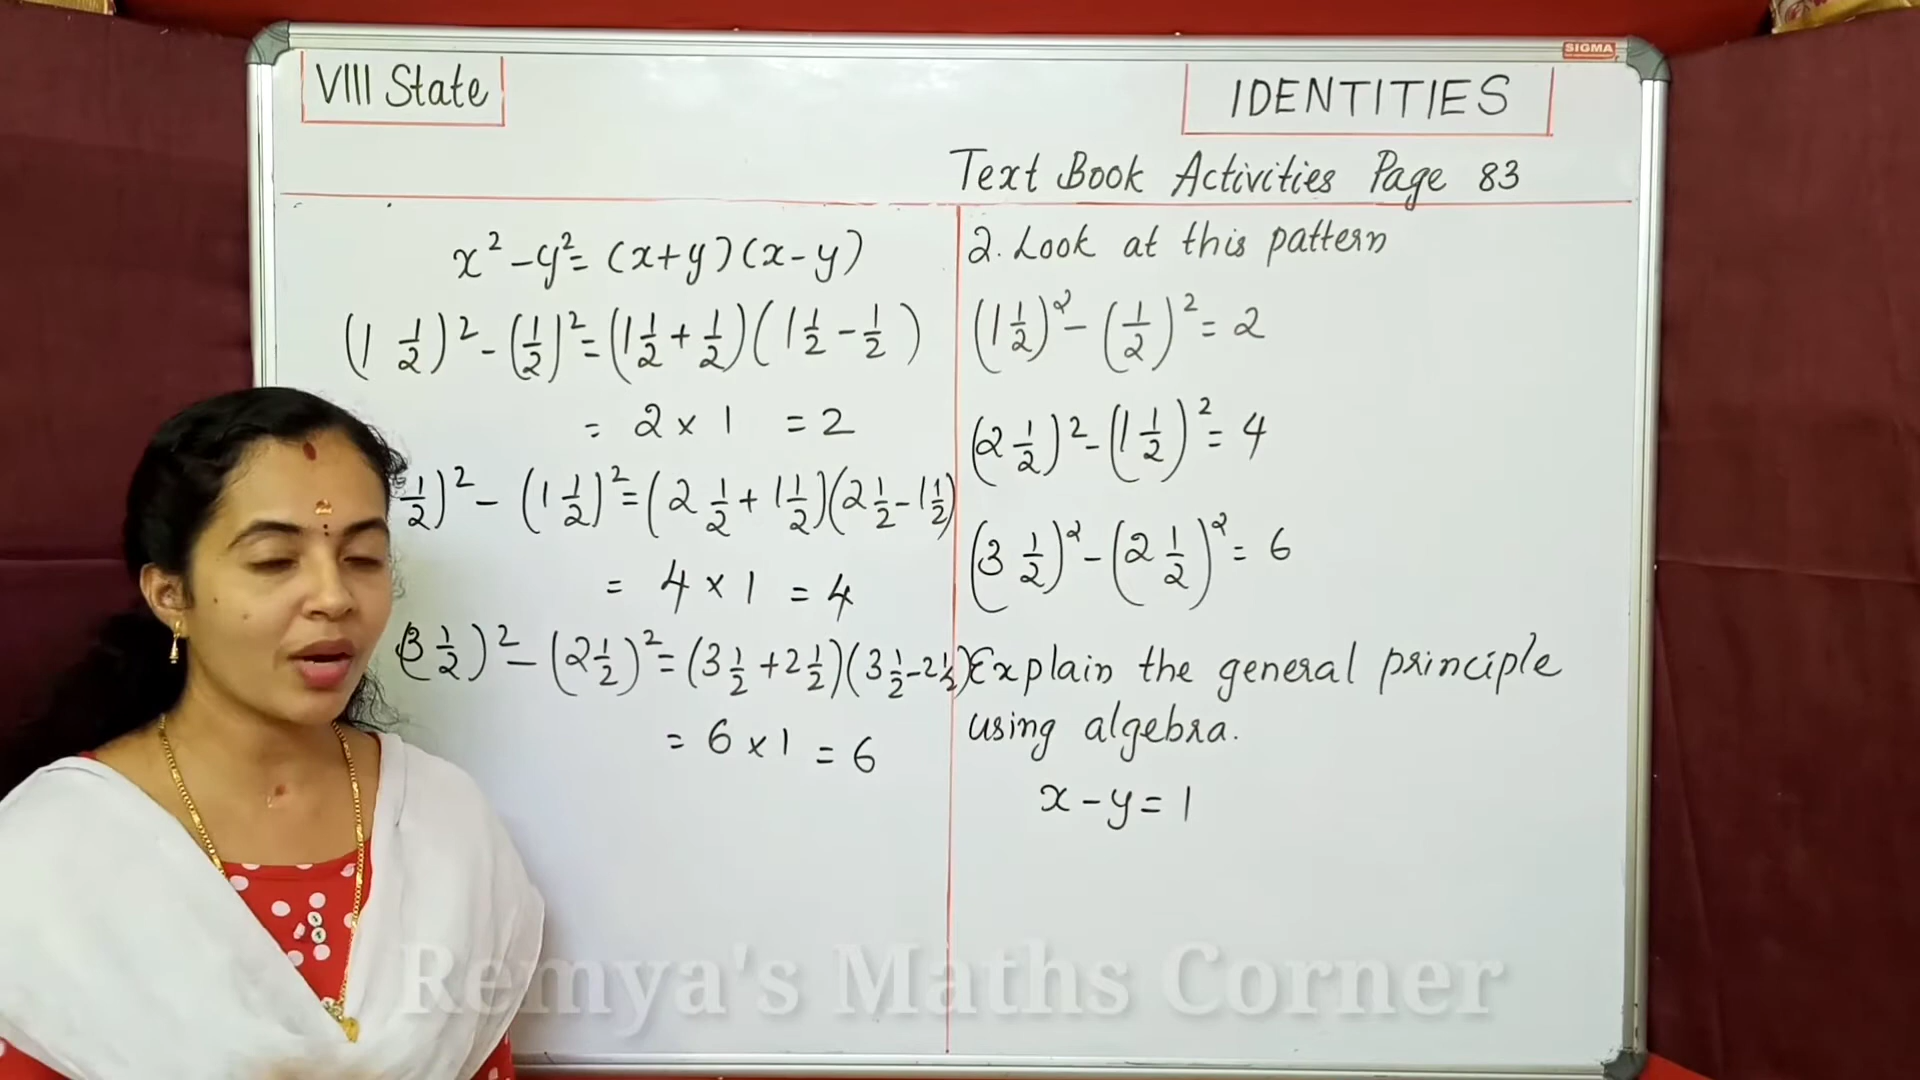 SIGMA
VIII State
IDENTITIES
Text Book Activities Page 83
x² - y² = (x+y)(x-y)
(1 1/2)² - (1/2)² = (1 1/2 + 1/2)(1 1/2 - 1/2)
= 2 × 1 = 2
1/2)² - (1 1/2)² = (2 1/2 + 1 1/2)(2 1/2 - 1 1/2)
= 4 × 1 = 4
(3 1/2)² - (2 1/2)² = (3 1/2 + 2 1/2)(3 1/2 - 2 1/2)
= 6 × 1 = 6
2. Look at this pattern
(1 1/2)² - (1/2)² = 2
(2 1/2)² - (1 1/2)² = 4
(3 1/2)² - (2 1/2)² = 6
Explain the general principle
using algebra.
x - y = 1
Remya's Maths Corner